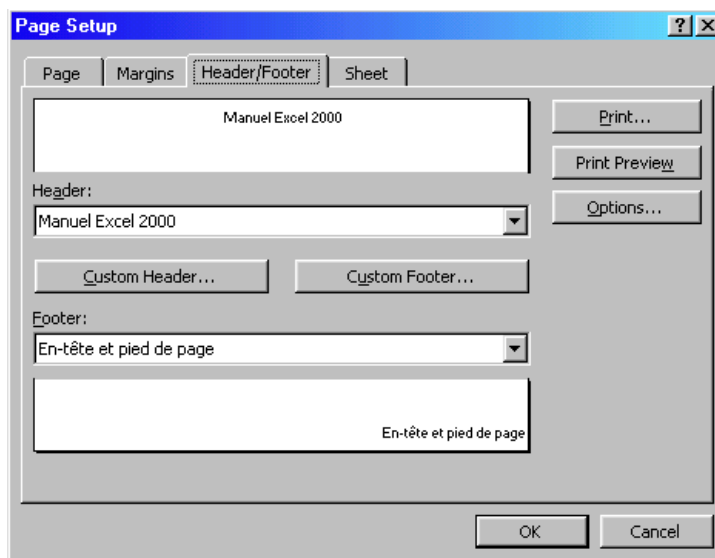 Page Setup
Page Margins Header/Footer Sheet
Manuel Excel 2000
Print...
Print Preview
Options...
Header:
Manuel Excel 2000
Custom Header... Custom Footer...
Footer:
En-tête et pied de page
En-tête et pied de page
OK Cancel